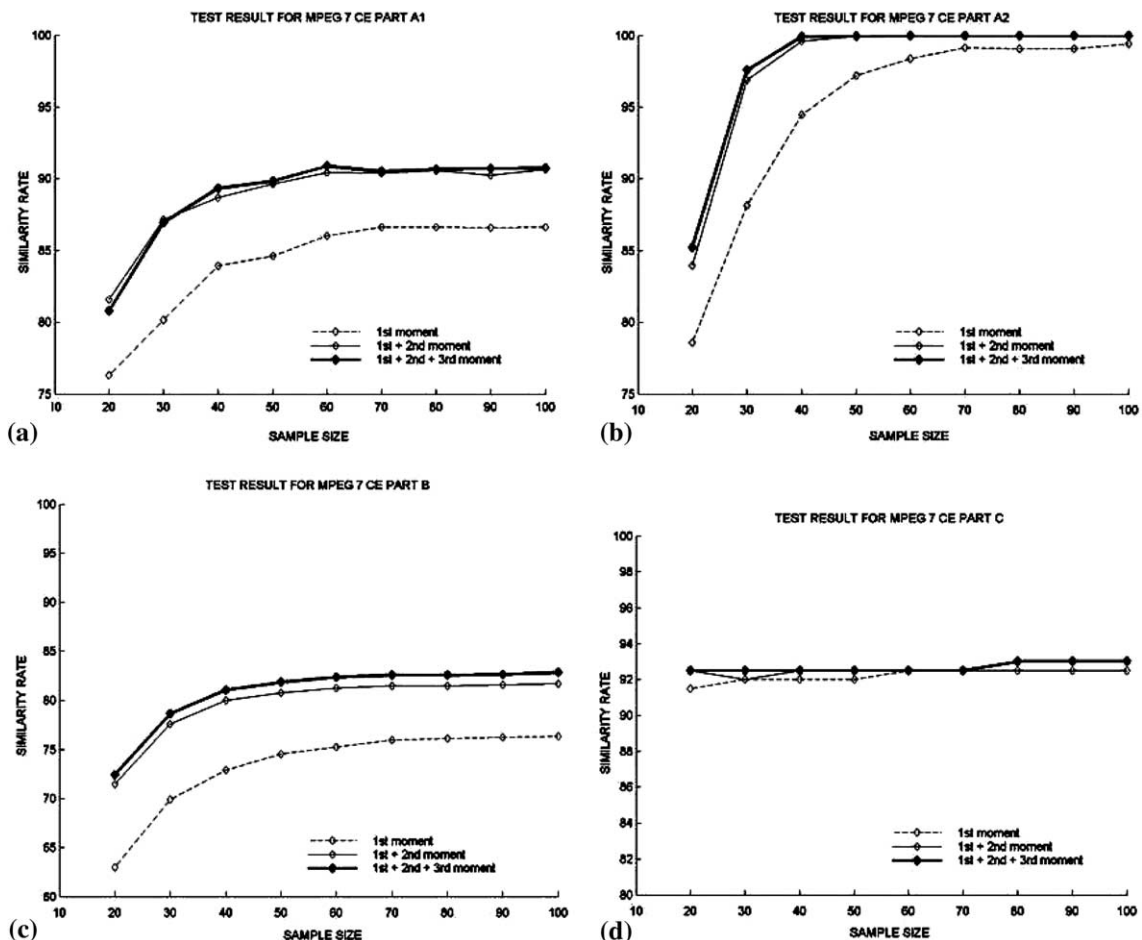 TEST RESULT FOR MPEG 7 CE PART A1
100
95
90
85
80
75
SIMILARITY RATE
1st moment
1st + 2nd moment
1st + 2nd + 3rd moment
10 20 30 40 50 60 70 80 90 100
SAMPLE SIZE
(a)
TEST RESULT FOR MPEG 7 CE PART A2
100
95
90
85
80
75
SIMILARITY RATE
1st moment
1st + 2nd moment
1st + 2nd + 3rd moment
10 20 30 40 50 60 70 80 90 100
SAMPLE SIZE
(b)
TEST RESULT FOR MPEG 7 CE PART B
100
95
90
85
80
75
70
65
60
SIMILARITY RATE
1st moment
1st + 2nd moment
1st + 2nd + 3rd moment
10 20 30 40 50 60 70 80 90 100
SAMPLE SIZE
(c)
TEST RESULT FOR MPEG 7 CE PART C
100
98
96
94
92
90
88
86
84
82
80
SIMILARITY RATE
1st moment
1st + 2nd moment
1st + 2nd + 3rd moment
10 20 30 40 50 60 70 80 90 100
SAMPLE SIZE
(d)